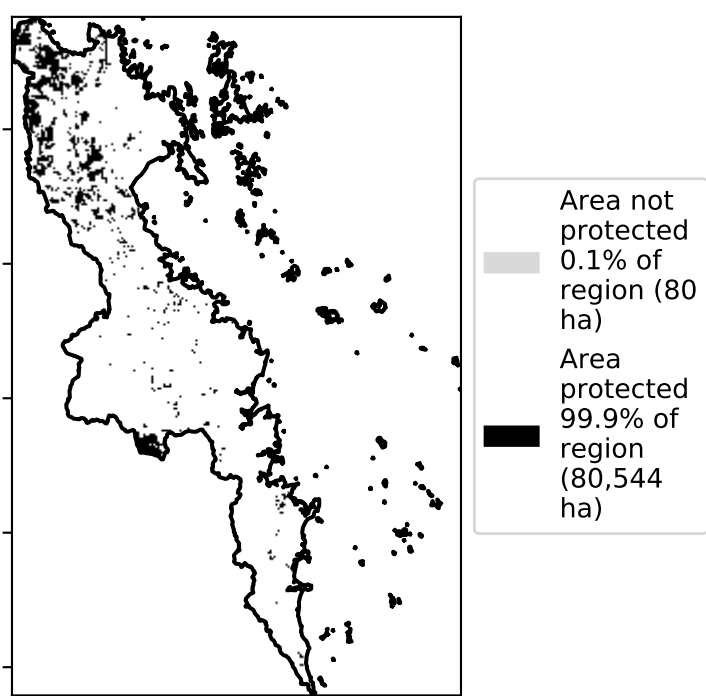 Area not
protected
0.1% of
region (80
ha)
Area
protected
99.9% of
region
(80,544
ha)